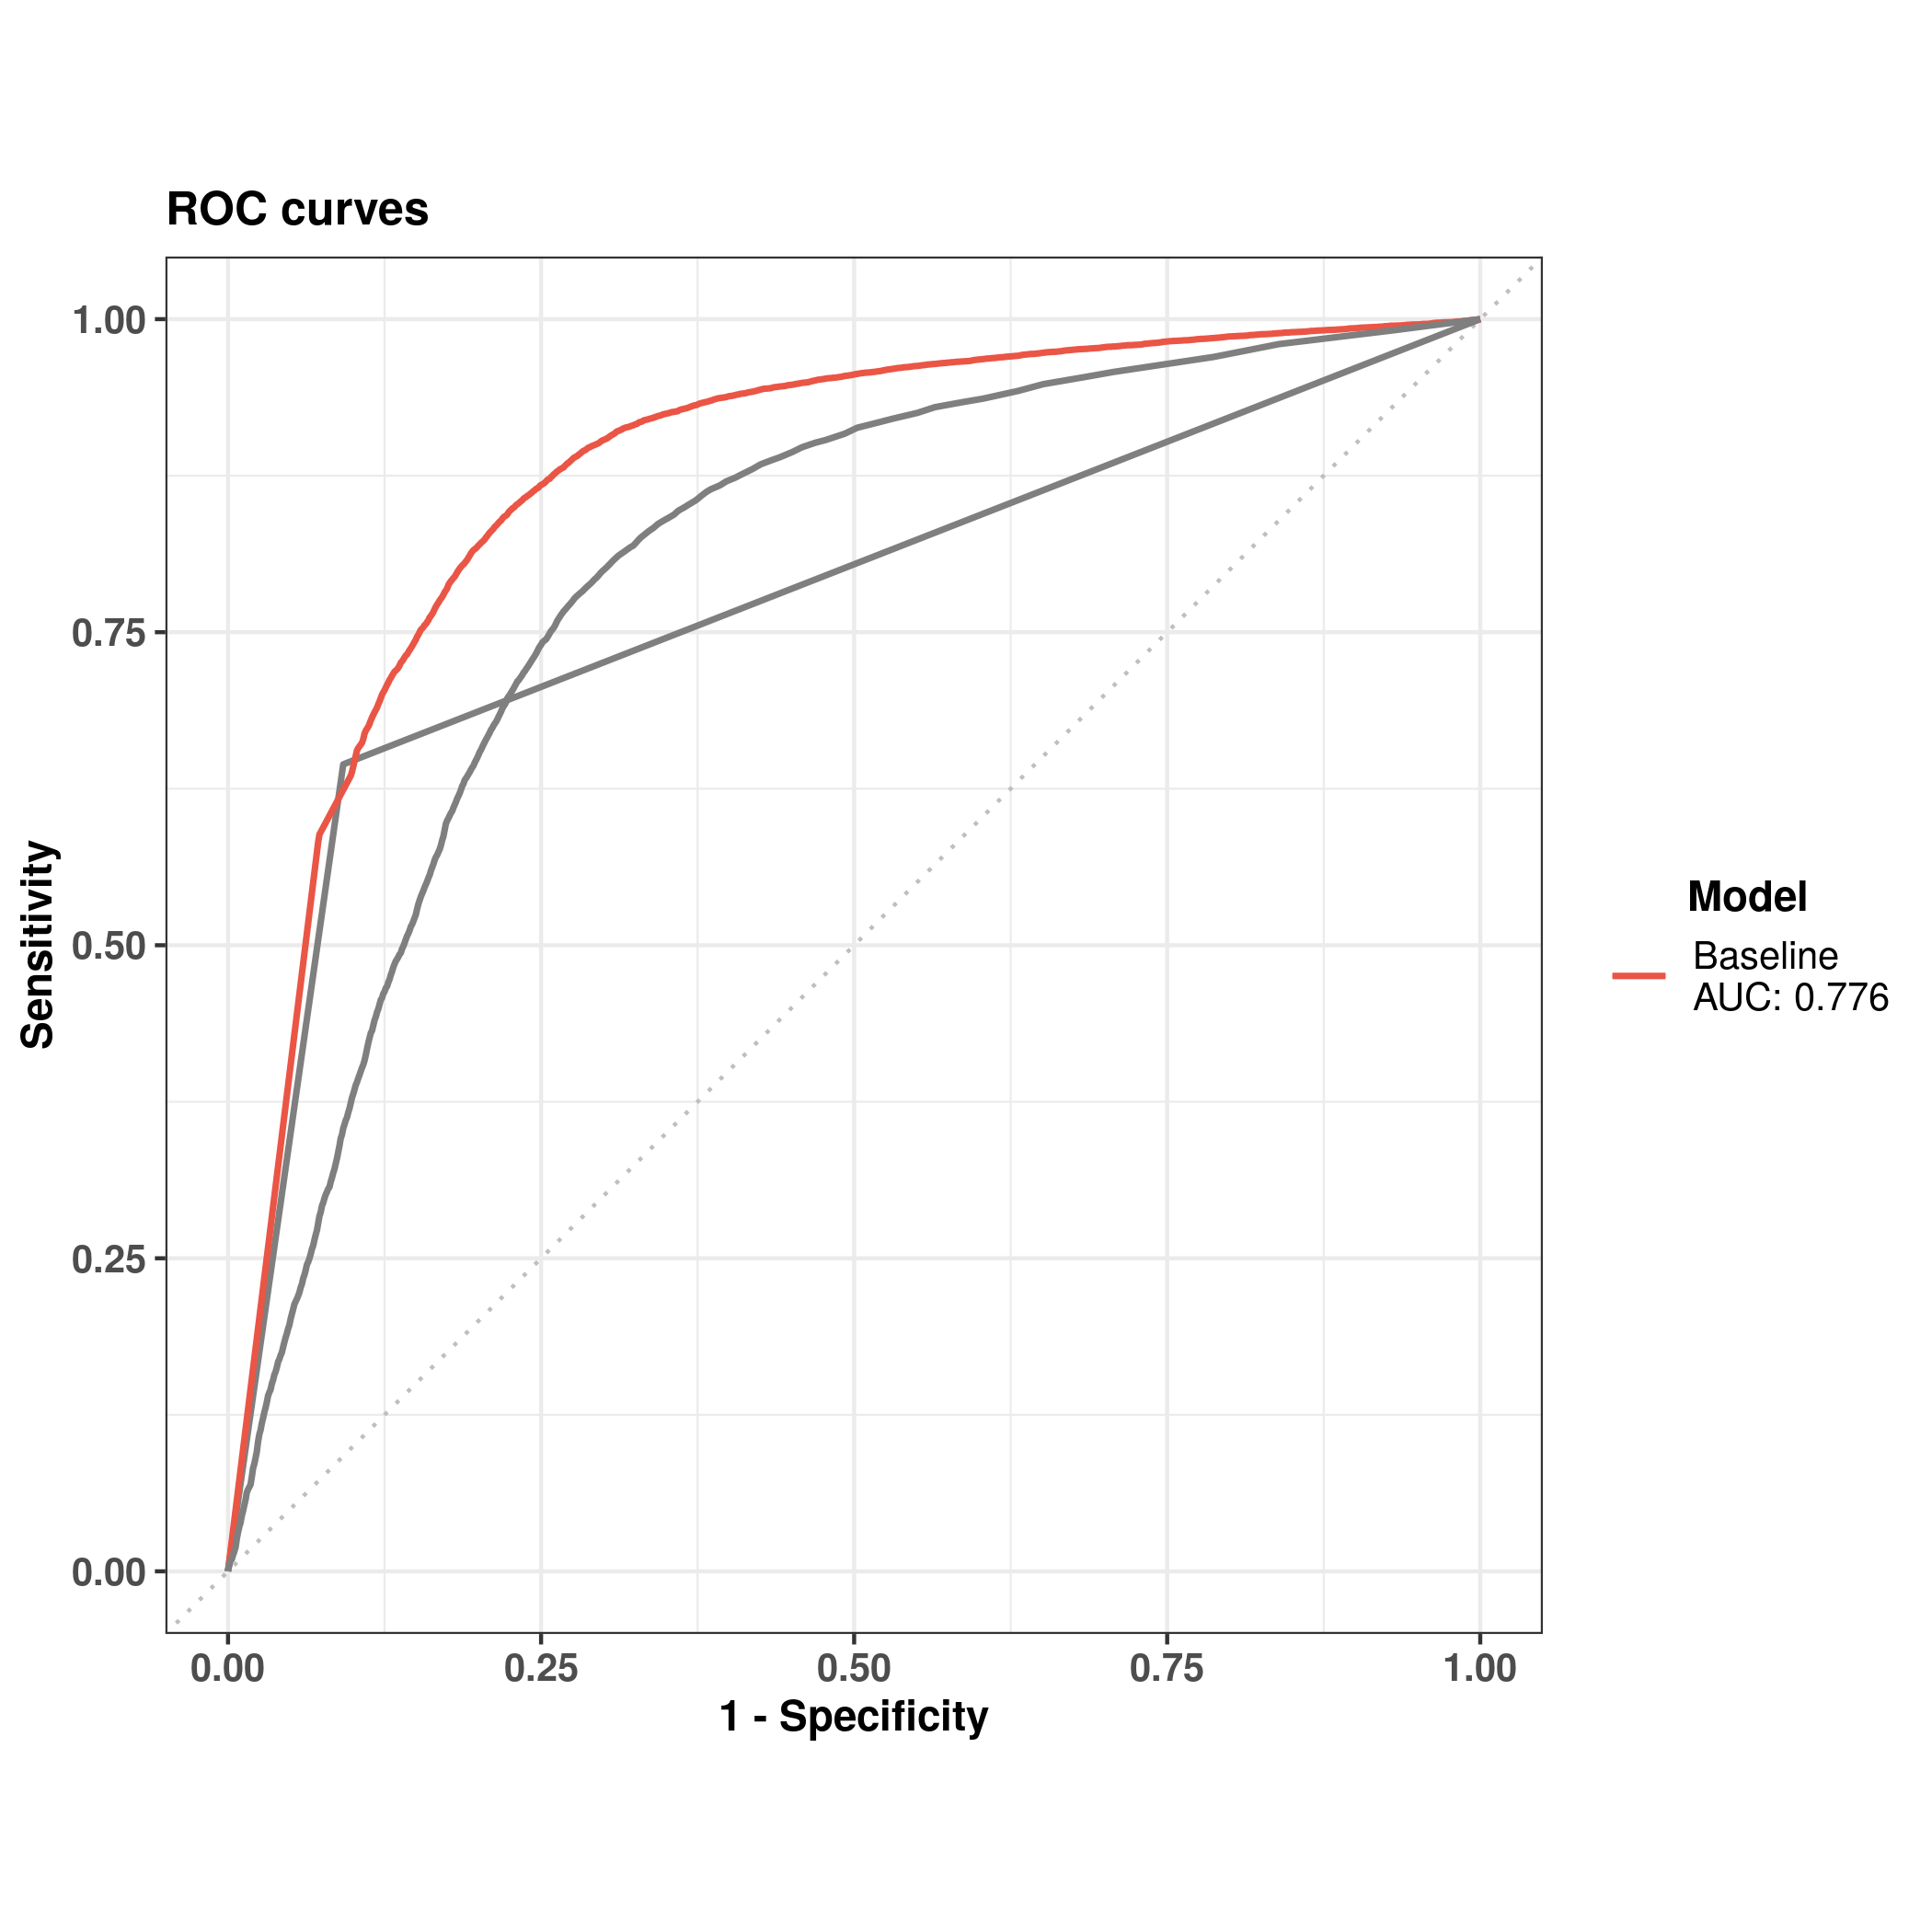 ROC curves
1.00
0.75
0.50
0.25
0.00
Sensitivity
0.00 0.25 0.50 0.75 1.00
1 - Specificity
Model
Baseline
AUC: 0.776